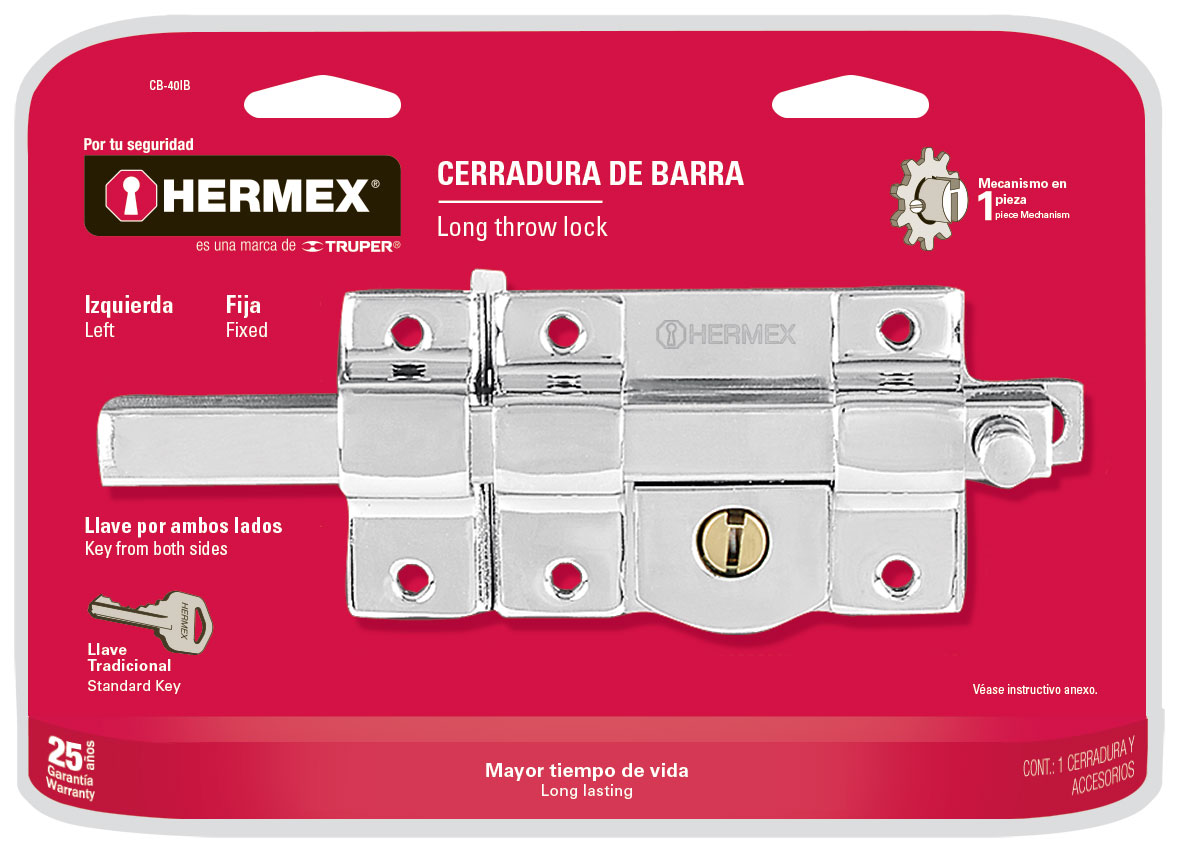 CB-40IB
Por tu seguridad
HERMEX®
es una marca de TRUPER®
CERRADURA DE BARRA
Long throw lock
Mecanismo en
1 pieza
piece Mechanism
Izquierda
Left
Fija
Fixed
HERMEX
Llave por ambos lados
Key from both sides
HERMEX
Llave
Tradicional
Standard Key
Véase instructivo anexo.
25 años
Garantía
Warranty
Mayor tiempo de vida
Long lasting
CONT.: 1 CERRADURA Y
ACCESORIOS